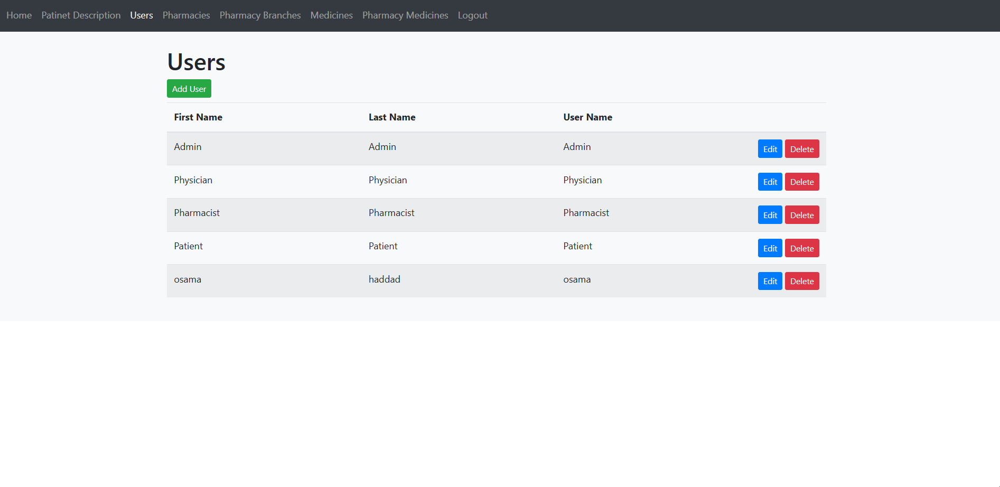 Home Patinet Description Users Pharmacies Pharmacy Branches Medicines Pharmacy Medicines Logout
Users
Add User
First Name Last Name User Name
Admin Admin Admin Edit Delete
Physician Physician Physician Edit Delete
Pharmacist Pharmacist Pharmacist Edit Delete
Patient Patient Patient Edit Delete
osama haddad osama Edit Delete